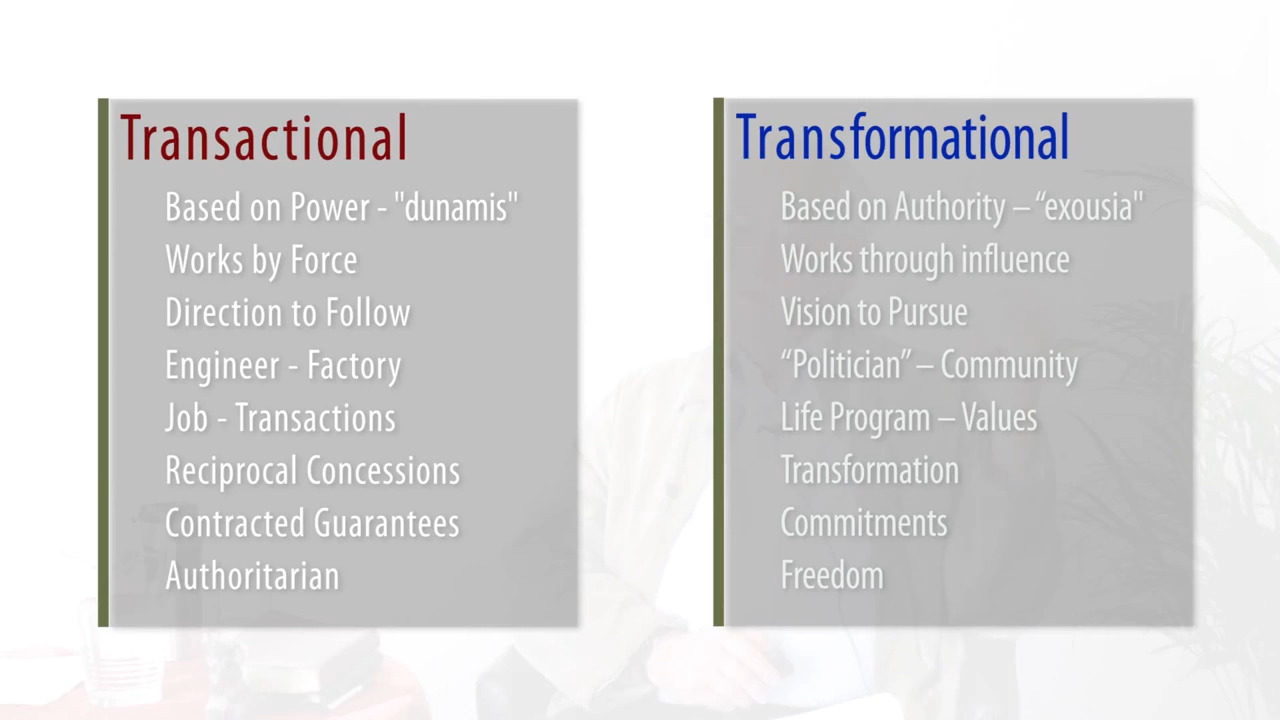 Transactional
Based on Power - "dunamis"
Works by Force
Direction to Follow
Engineer - Factory
Job - Transactions
Reciprocal Concessions
Contracted Guarantees
Authoritarian
Transformational
Based on Authority – “exousia"
Works through influence
Vision to Pursue
“Politician” – Community
Life Program – Values
Transformation
Commitments
Freedom